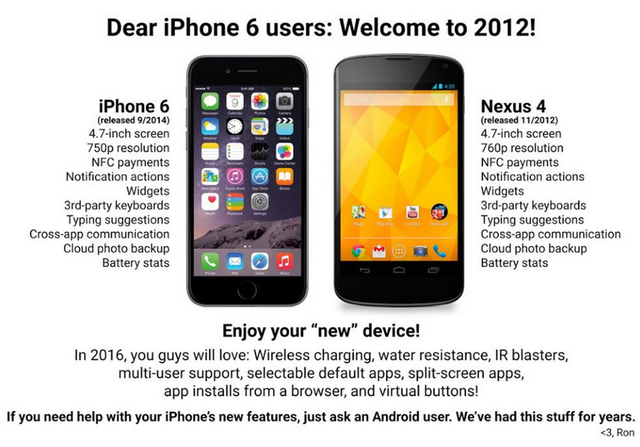 Dear iPhone 6 users: Welcome to 2012!
iPhone 6
(released 9/2014)
4.7-inch screen
750p resolution
NFC payments
Notification actions
Widgets
3rd-party keyboards
Typing suggestions
Cross-app communication
Cloud photo backup
Battery stats
Nexus 4
(released 11/2012)
4.7-inch screen
760p resolution
NFC payments
Notification actions
Widgets
3rd-party keyboards
Typing suggestions
Cross-app communication
Cloud photo backup
Battery stats
Enjoy your “new” device!
In 2016, you guys will love: Wireless charging, water resistance, IR blasters,
multi-user support, selectable default apps, split-screen apps,
app installs from a browser, and virtual buttons!
If you need help with your iPhone’s new features, just ask an Android user. We’ve had this stuff for years.
<3, Ron